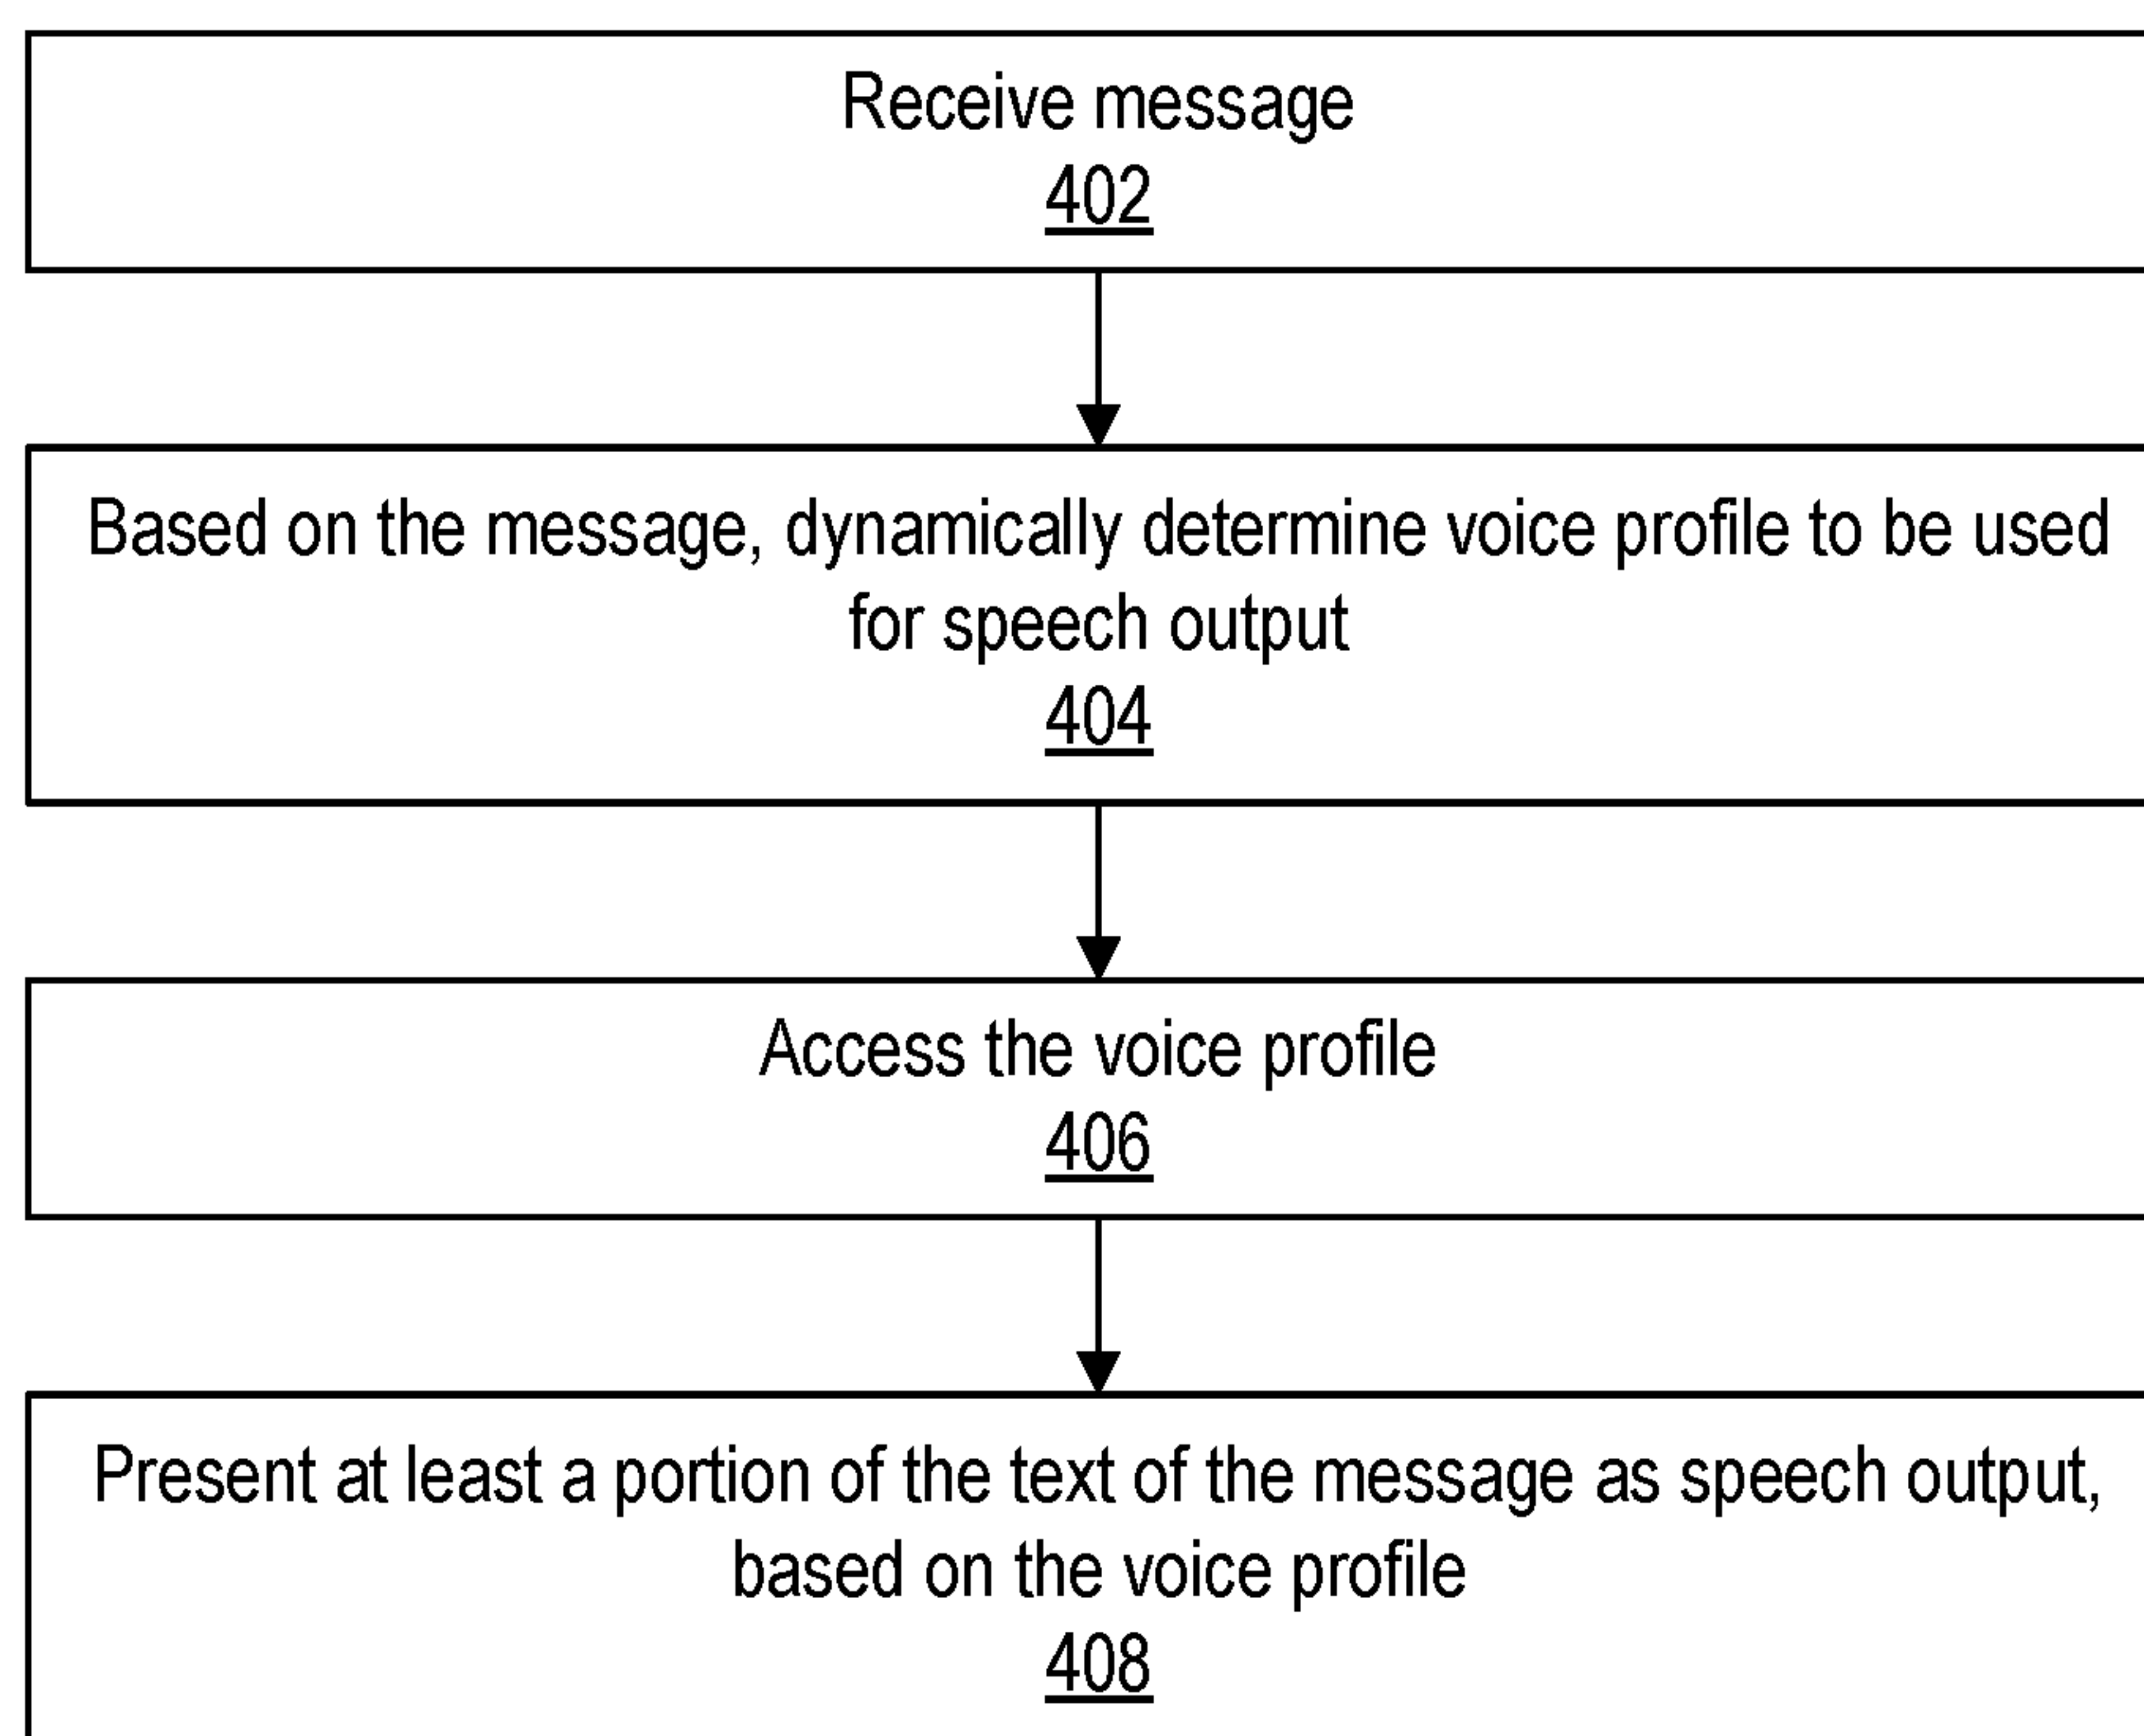 Receive message
402
Based on the message, dynamically determine voice profile to be used
for speech output
404
Access the voice profile
406
Present at least a portion of the text of the message as speech output,
based on the voice profile
408